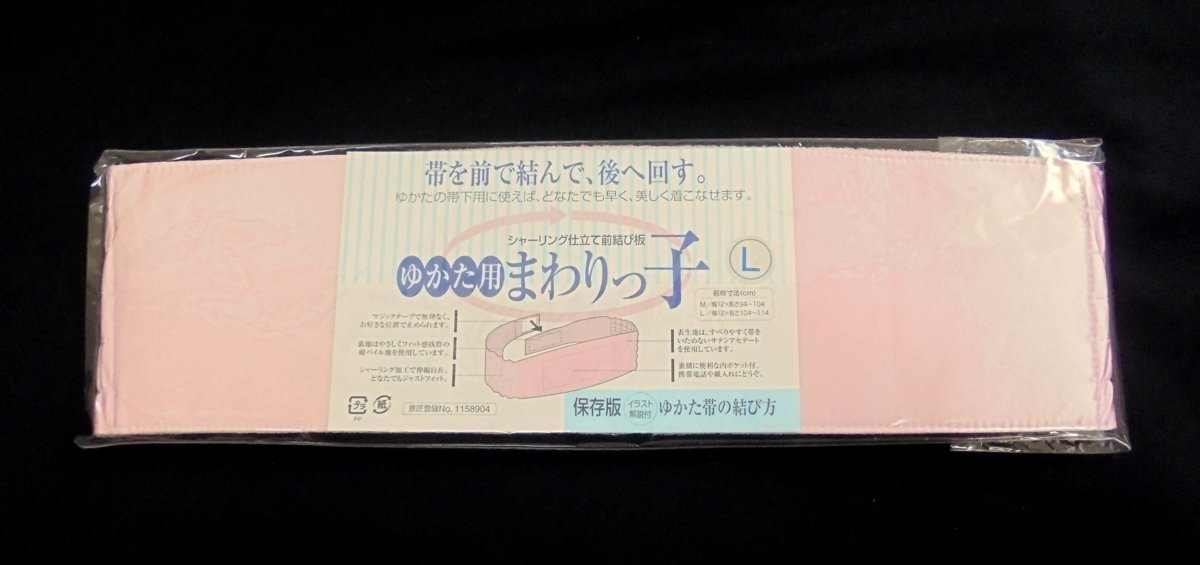 帯を前で結んで、後へ回す。
ゆかたの帯下用に使えば、どなたでも早く、美しく着こなせます。
シャーリング仕立て前結び板
ゆかた用 まわりっ子 L
前板寸法(cm)
M/幅12×長さ94~104
L/幅12×長さ104~114
マジックテープで無理なく、
お好きな位置で止められます。
裏地はやさしくフィット感抜群の
綿パイル地を使用しています。
シャーリング加工で伸縮自在。
どなたでもジャストフィット。
表生地は、すべりやすく帯を
いためないサテンアセテート
を使用しています。
裏側に便利な内ポケット付。
携帯電話や紙入れにどうぞ。
プラ 紙
PP
意匠登録No. 1158904
保存版 イラスト解説付 ゆかた帯の結び方